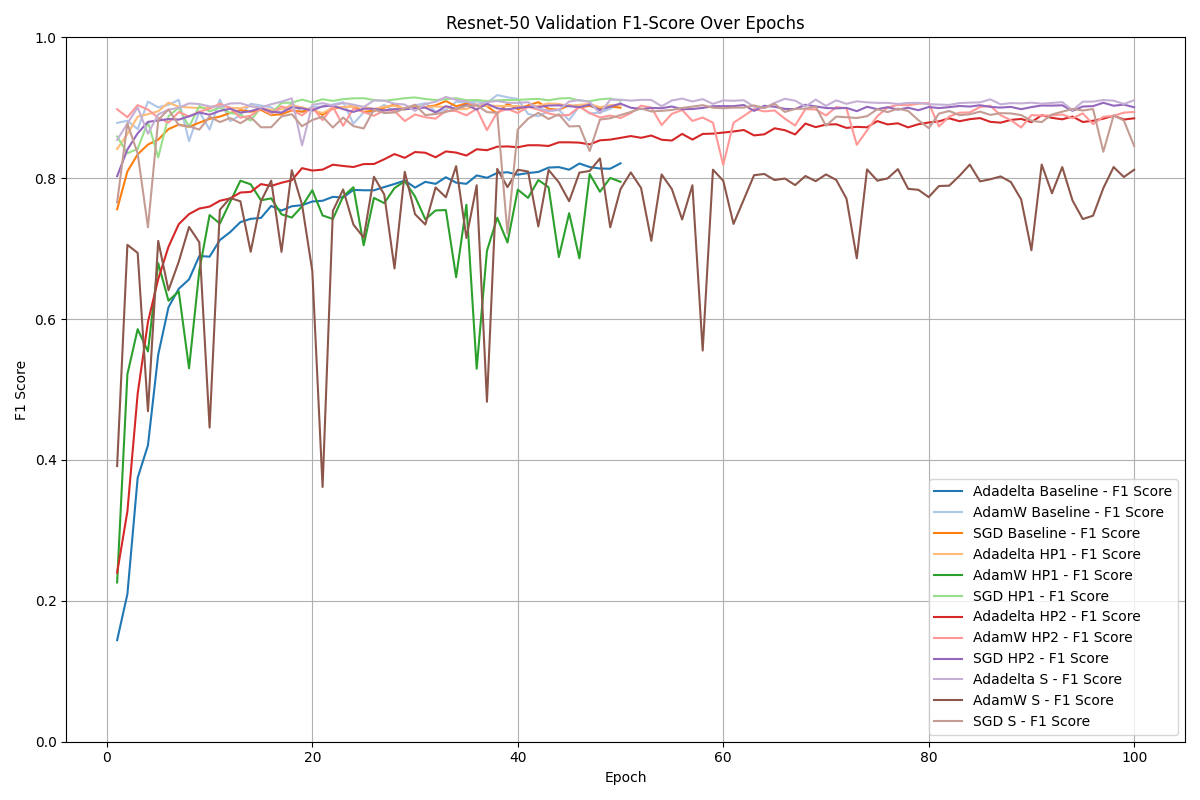 Resnet-50 Validation F1-Score Over Epochs
1.0
0.8
0.6
0.4
0.2
0.0
F1 Score
Adadelta Baseline - F1 Score
AdamW Baseline - F1 Score
SGD Baseline - F1 Score
Adadelta HP1 - F1 Score
AdamW HP1 - F1 Score
SGD HP1 - F1 Score
Adadelta HP2 - F1 Score
AdamW HP2 - F1 Score
SGD HP2 - F1 Score
Adadelta S - F1 Score
AdamW S - F1 Score
SGD S - F1 Score
0 20 40 60 80 100
Epoch